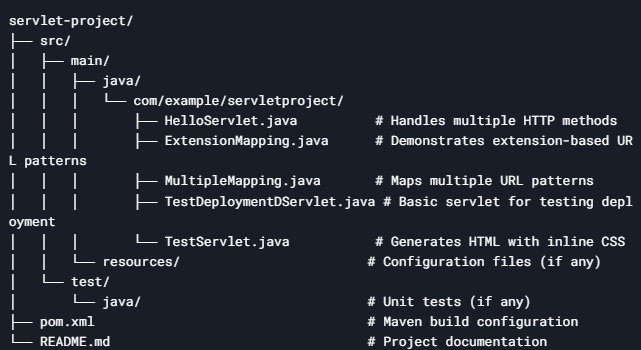 servlet-project/
├── src/
│   ├── main/
│   │   ├── java/
│   │   │   └── com/example/servletproject/
│   │   │       ├── HelloServlet.java          # Handles multiple HTTP methods
│   │   │       ├── ExtensionMapping.java      # Demonstrates extension-based UR
L patterns
│   │   │       ├── MultipleMapping.java       # Maps multiple URL patterns
│   │   │       ├── TestDeploymentDServlet.java # Basic servlet for testing depl
oyment
│   │   │       └── TestServlet.java           # Generates HTML with inline CSS
│   │   └── resources/                        # Configuration files (if any)
│   └── test/
│       └── java/                             # Unit tests (if any)
├── pom.xml                                   # Maven build configuration
└── README.md                                 # Project documentation